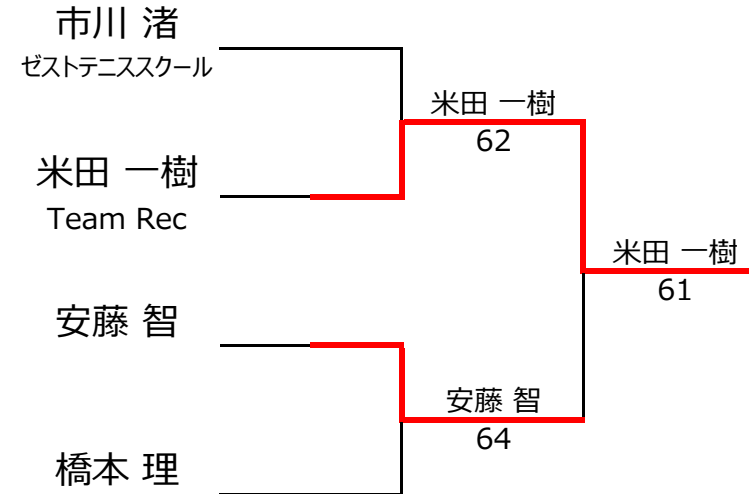 市川 渚
ゼストテニススクール
米田 一樹
62
米田 一樹
Team Rec
米田 一樹
61
安藤 智
安藤 智
64
橋本 理